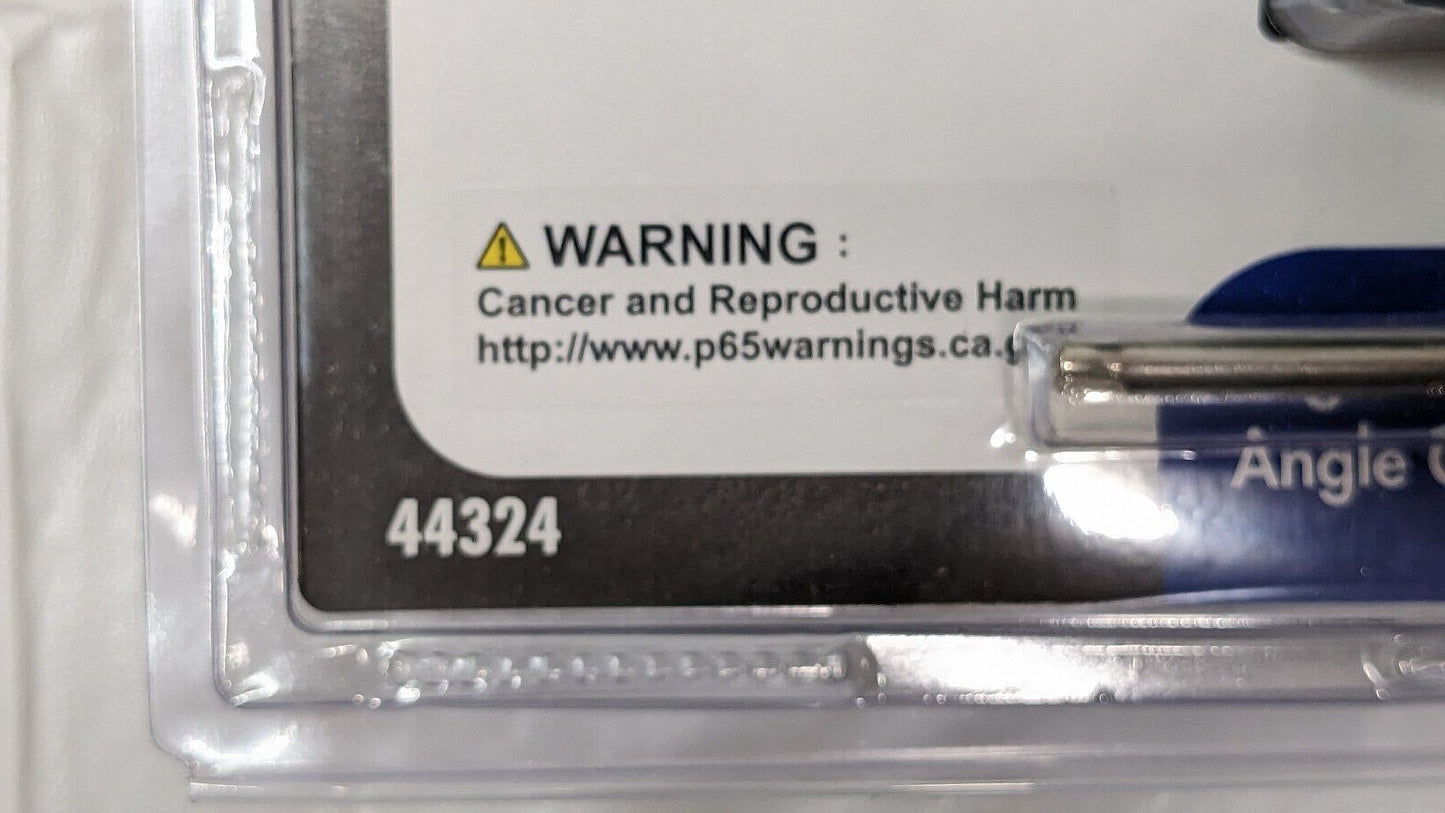 WARNING :
Cancer and Reproductive Harm
http://www.p65warnings.ca.g
Angle
44324